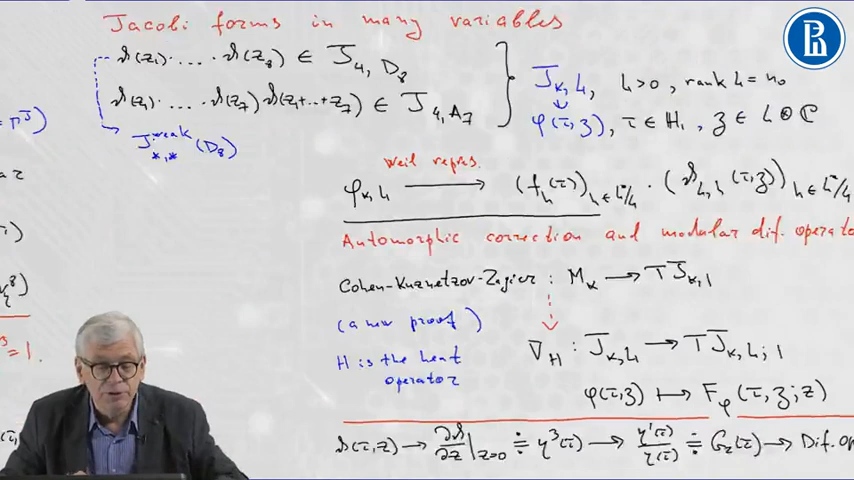 Jacobi forms in many variables
ϑ(z₁)·....·ϑ(z₈) ∈ J₄,D₈
ϑ(z₁)·....·ϑ(z₇)ϑ(z₁+...+z₇) ∈ J₄,A₇
J^weak_*,*(D₈)
J_k,L, L>0, rank L = n₀
φ(τ,𝔷), τ ∈ H₁, 𝔷 ∈ L ⊗ ℂ
weil repres.
φ_k,L → (f_h(τ))_h∈L*/L · (ϑ_L,h(τ,𝔷))_h∈L*/L
Automorphic correction and modular dif. operato
Cohen-Kuznetzov-Zagier : M_k → TJ_k,1
(a new proof)
H is the heat
operator
∇_H : J_k,L → TJ_k,L;1
φ(τ,𝔷) ↦ F_φ(τ,𝔷;z)
ϑ(τ,z) → ∂ϑ/∂z|_z=0 ≑ η³(τ) → η'(τ)/η(τ) ≑ G₂(τ) → Dif. op